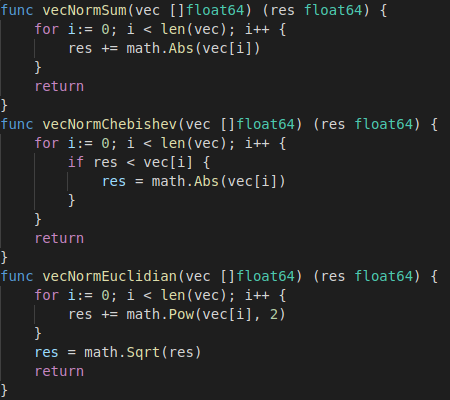 func vecNormSum(vec []float64) (res float64) {
    for i:= 0; i < len(vec); i++ {
        res += math.Abs(vec[i])
    }
    return
}
func vecNormChebishev(vec []float64) (res float64) {
    for i:= 0; i < len(vec); i++ {
        if res < vec[i] {
            res = math.Abs(vec[i])
        }
    }
    return
}
func vecNormEuclidian(vec []float64) (res float64) {
    for i:= 0; i < len(vec); i++ {
        res += math.Pow(vec[i], 2)
    }
    res = math.Sqrt(res)
    return
}